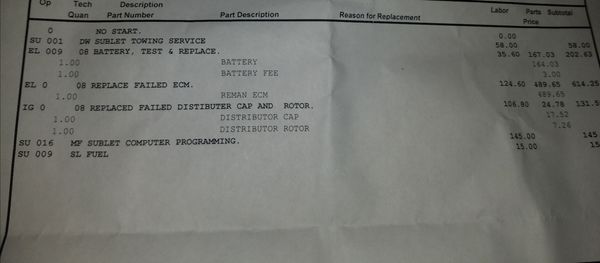 Op Tech Description Labor Parts Subtotal
Quan Part Number Part Description Reason for Replacement Price
0 NO START. 0.00
SU 001 DW SUBLET TOWING SERVICE 58.00 58.00
EL 009 08 BATTERY, TEST & REPLACE. 35.60 167.03 202.63
1.00 BATTERY 164.03
1.00 BATTERY FEE 3.00
EL 0 08 REPLACE FAILED ECM. 124.60 489.65 614.25
1.00 REMAN ECM 489.65
IG 0 08 REPLACED FAILED DISTIBUTER CAP AND ROTOR. 106.80 24.78 131.5
1.00 DISTRIBUTOR CAP 17.52
1.00 DISTRIBUTOR ROTOR 7.26
SU 016 MF SUBLET COMPUTER PROGRAMMING. 145.00 145.
SU 009 SL FUEL 15.00 15